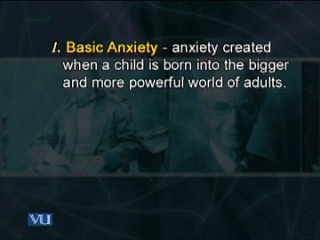 1. Basic Anxiety - anxiety created
when a child is born into the bigger
and more powerful world of adults.
VU